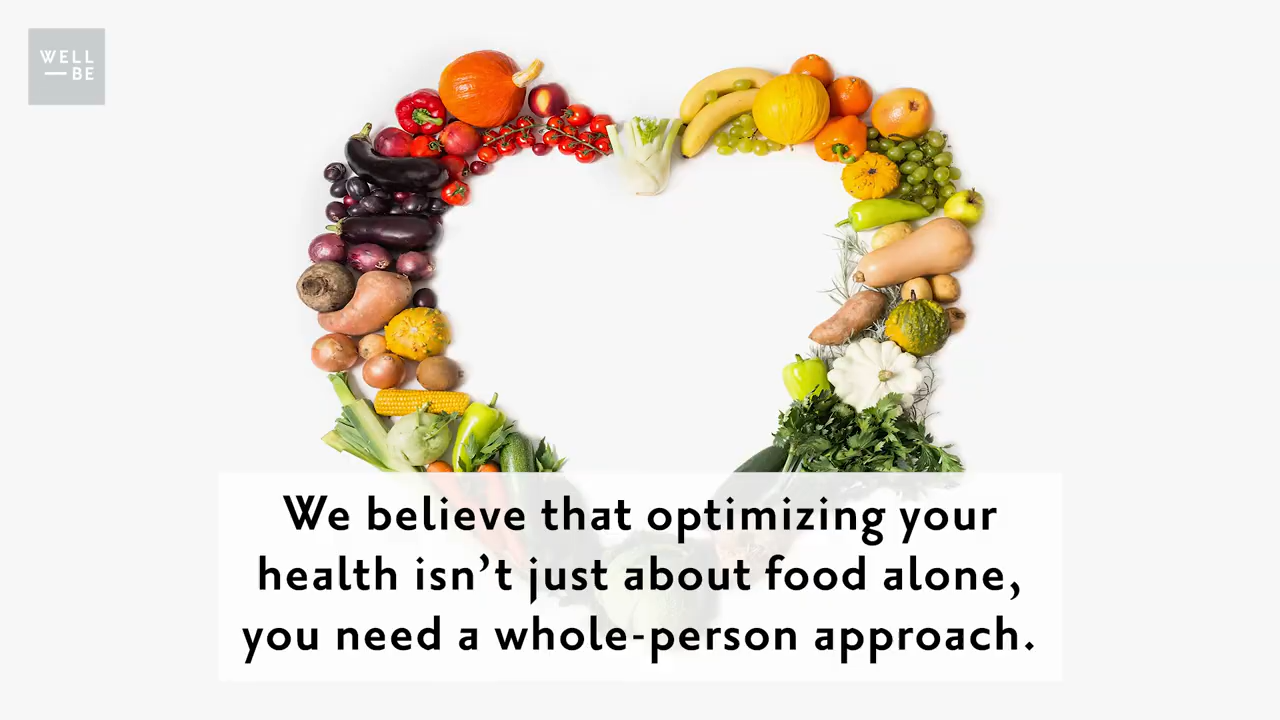 WELL
—BE
We believe that optimizing your
health isn’t just about food alone,
you need a whole-person approach.